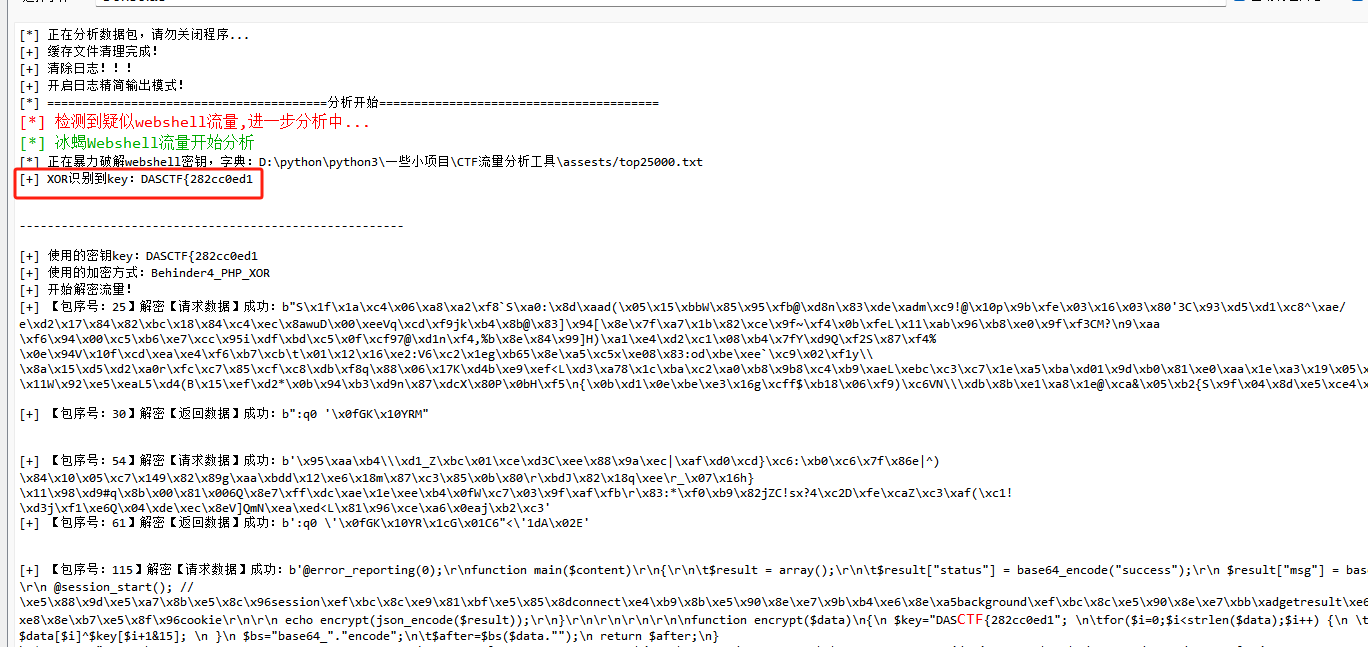 [*] 正在分析数据包，请勿关闭程序...
[+] 缓存文件清理完成！
[+] 清除日志！！！
[+] 开启日志精简输出模式！
[*] ========================================分析开始========================================
[*] 检测到疑似webshell流量,进一步分析中...
[*] 冰蝎Webshell流量开始分析
[*] 正在暴力破解webshell密钥，字典：D:\python\python3\一些小项目\CTF流量分析工具\assests/top25000.txt
[+] XOR识别到key：DASCTF{282cc0ed1
-------------------------------------------------------
[+] 使用的密钥key：DASCTF{282cc0ed1
[+] 使用的加密方式：Behinder4_PHP_XOR
[+] 开始解密流量！
[+] 【包序号：25】解密【请求数据】成功：b"S\x1f\x1a\xc4\x06\xa8\xa2\xf8`S\xa0:\x8d\xaad(\x05\x15\xbbW\x85\x95\xfb@\xd8n\x83\xde\xadm\xc9!@\x10p\x9b\xfe\x03\x16\x03\x80'3C\x93\xd5\xd1\xc8^\xae/
e\xd2\x17\x84\x82\xbc\x18\x84\xc4\xec\x8awuD\x00\xeeVq\xcd\xf9jk\xb4\x8b@\x83]\x94[\x8e\x7f\xa7\x1b\x82\xce\x9f~\xf4\x0b\xfeL\x11\xab\x96\xb8\xe0\x9f\xf3CM?\n9\xaa
\xf6\x94\x00\xc5\xb6\xe7\xcc\x95i\xdf\xbd\xc5\x0f\xcf97@\xd1n\xf4,%b\x8e\x84\x99]H)\xa1\xe4\xd2\xc1\x08\xb4\x7fY\xd9Q\xf2S\x87\xf4%
\x0e\x94V\x10f\xcd\xea\xe4\xf6\xb7\xcb\t\x01\x12\x16\xe2:V6\xc2\x1eg\xb65\x8e\xa5\xc5x\xe08\x83:od\xbe\xee`\xc9\x02\xf1y\\
\x8a\x15\xd5\xd2\xa0r\xfc\xc7\x85\xcf\xc8\xdb\xf8q\x88\x06\x17K\xd4b\xe9\xef<L\xd3\xa78\x1c\xba\xc2\xa0\xb8\x9b8\xc4\xb9\xaeL\xebc\xc3\xc7\x1e\xa5\xba\xd01\x9d\xb0\x81\xe0\xaa\x1e\xa3\x19\x05\x
\x11W\x92\xe5\xeaL5\xd4(B\x15\xef\xd2*\x0b\x94\xb3\xd9n\x87\xdcX\x80P\x0bH\xf5\n{\x0b\xd1\x0e\xbe\xe3\x16g\xcff$\xb18\x06\xf9)\xc6VN\\\xdb\x8b\xe1\xa8\x1e@\xca&\x05\xb2{S\x9f\x04\x8d\xe5\xce4\x
[+] 【包序号：30】解密【返回数据】成功：b":q0 '\x0fGK\x10YRM"
[+] 【包序号：54】解密【请求数据】成功：b'\x95\xaa\xb4\\\xd1_Z\xbc\x01\xce\xd3C\xee\x88\x9a\xec|\xaf\xd0\xcd}\xc6:\xb0\xc6\x7f\x86e|^)
\x84\x10\x05\xc7\x149\x82\x89g\xaa\xbdd\x12\xe6\x18m\x87\xc3\x85\x0b\x80\r\xbdJ\x82\x18q\xee\r_\x07\x16h}
\x11\x98\xd9#q\x8b\x00\x81\x006Q\x8e7\xff\xdc\xae\x1e\xee\xb4\x0fW\xc7\x03\x9f\xaf\xfb\r\x83:*\xf0\xb9\x82jZC!sx?4\xc2D\xfe\xcaZ\xc3\xaf(\xc1!
\xd3j\xf1\xe6Q\x04\xde\xec\x8eV]QmN\xea\xed<L\x81\x96\xce\xa6\x0eaj\xb2\xc3'
[+] 【包序号：61】解密【返回数据】成功：b':q0 \'\x0fGK\x10YR\x1cG\x01C6"<\'1dA\x02E'
[+] 【包序号：115】解密【请求数据】成功：b'@error_reporting(0);\r\nfunction main($content)\r\n{\r\n\t$result = array();\r\n\t$result["status"] = base64_encode("success");\r\n $result["msg"] = bas
\r\n @session_start(); //
\xe5\x88\x9d\xe5\xa7\x8b\xe5\x8c\x96session\xef\xbc\x8c\xe9\x81\xbf\xe5\x85\x8dconnect\xe4\xb9\x8b\xe5\x90\x8e\xe7\x9b\xb4\xe6\x8e\xa5background\xef\xbc\x8c\xe5\x90\x8e\xe7\xbb\xadgetresult\xe6
xe8\x8e\xb7\xe5\x8f\x96cookie\r\n\r\n echo encrypt(json_encode($result));\r\n}\r\n\r\n\r\n\r\n\nfunction encrypt($data)\n{\n $key="DASCTF{282cc0ed1"; \n\tfor($i=0;$i<strlen($data);$i++) {\n \t
$data[$i]^$key[$i+1&15]; \n }\n $bs="base64_"."encode";\n\t$after=$bs($data."");\n return $after;\n}